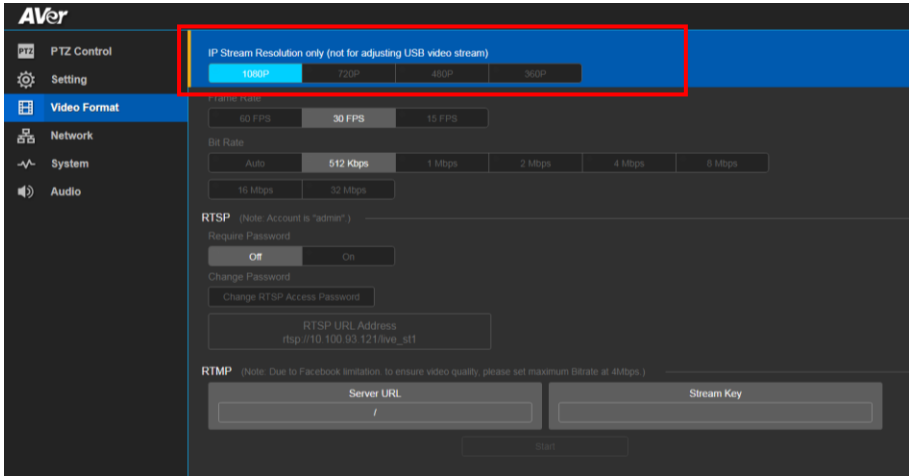 AVer
PTZ PTZ Control
Setting
Video Format
Network
System
Audio
IP Stream Resolution only (not for adjusting USB video stream)
1080P 720P 480P 360P
Frame Rate
60 FPS 30 FPS 15 FPS
Bit Rate
Auto 512 Kbps 1 Mbps 2 Mbps 4 Mbps 8 Mbps
16 Mbps 32 Mbps
RTSP (Note: Account is "admin".)
Require Password
Off On
Change Password
Change RTSP Access Password
RTSP URL Address
rtsp://10.100.93.121/live_st1
RTMP (Note: Due to Facebook limitation. to ensure video quality, please set maximum Bitrate at 4Mbps.)
Server URL Stream Key
/
Start